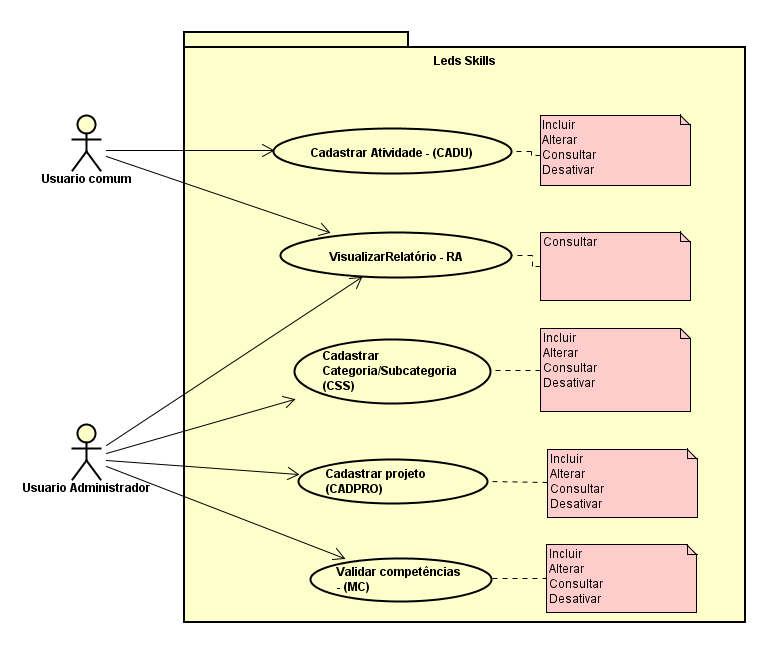 Leds Skills
Usuario comum
Cadastrar Atividade - (CADU)
Incluir
Alterar
Consultar
Desativar
VisualizarRelatório - RA
Consultar
Cadastrar
Categoria/Subcategoria
(CSS)
Incluir
Alterar
Consultar
Desativar
Usuario Administrador
Cadastrar projeto
(CADPRO)
Incluir
Alterar
Consultar
Desativar
Validar competências
- (MC)
Incluir
Alterar
Consultar
Desativar